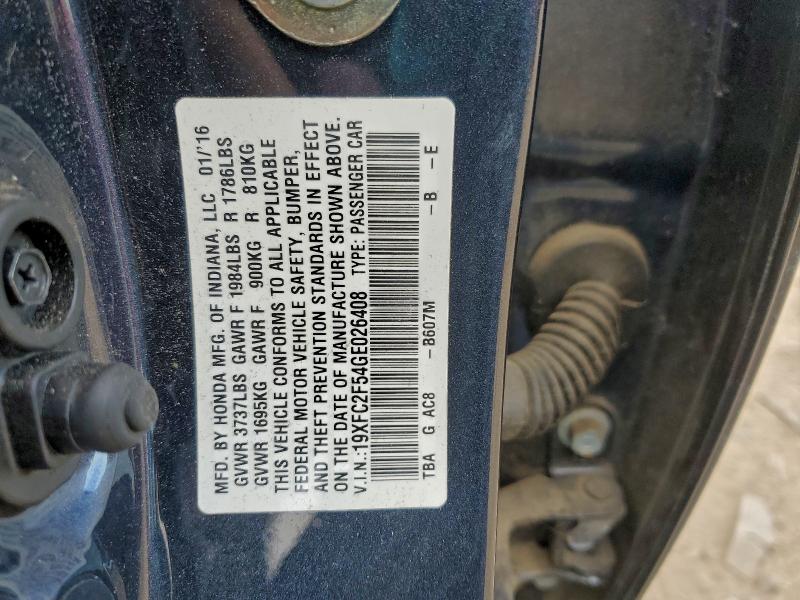 MFD. BY HONDA MFG. OF INDIANA, LLC 01/'16
GVWR 3737LBS GAWR F 1984LBS R 1786LBS
GVWR 1695KG GAWR F 900KG R 810KG
THIS VEHICLE CONFORMS TO ALL APPLICABLE
FEDERAL MOTOR VEHICLE SAFETY, BUMPER,
AND THEFT PREVENTION STANDARDS IN EFFECT
ON THE DATE OF MANUFACTURE SHOWN ABOVE.
V.I.N.:19XFC2F54GE026408 TYPE: PASSENGER CAR
TBA G AC8 –B607M –B –E